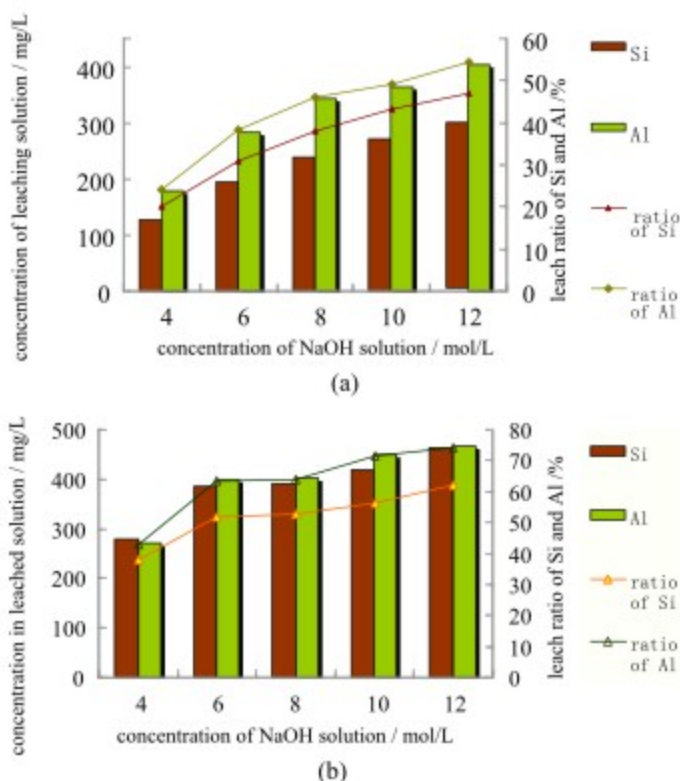 concentration of leaching solution / mg/L
400
300
200
100
0
4 6 8 10 12
concentration of NaOH solution / mol/L
60
50
40
30
20
10
0
leach ratio of Si and Al /%
Si
Al
ratio
of Si
ratio
of Al
(a)
concentration in leached solution / mg/L
500
400
300
200
100
0
4 6 8 10 12
concentration of NaOH solution / mol/L
80
70
60
50
40
30
20
10
0
leach ratio of Si and Al /%
Si
Al
ratio
of Si
ratio
of Al
(b)